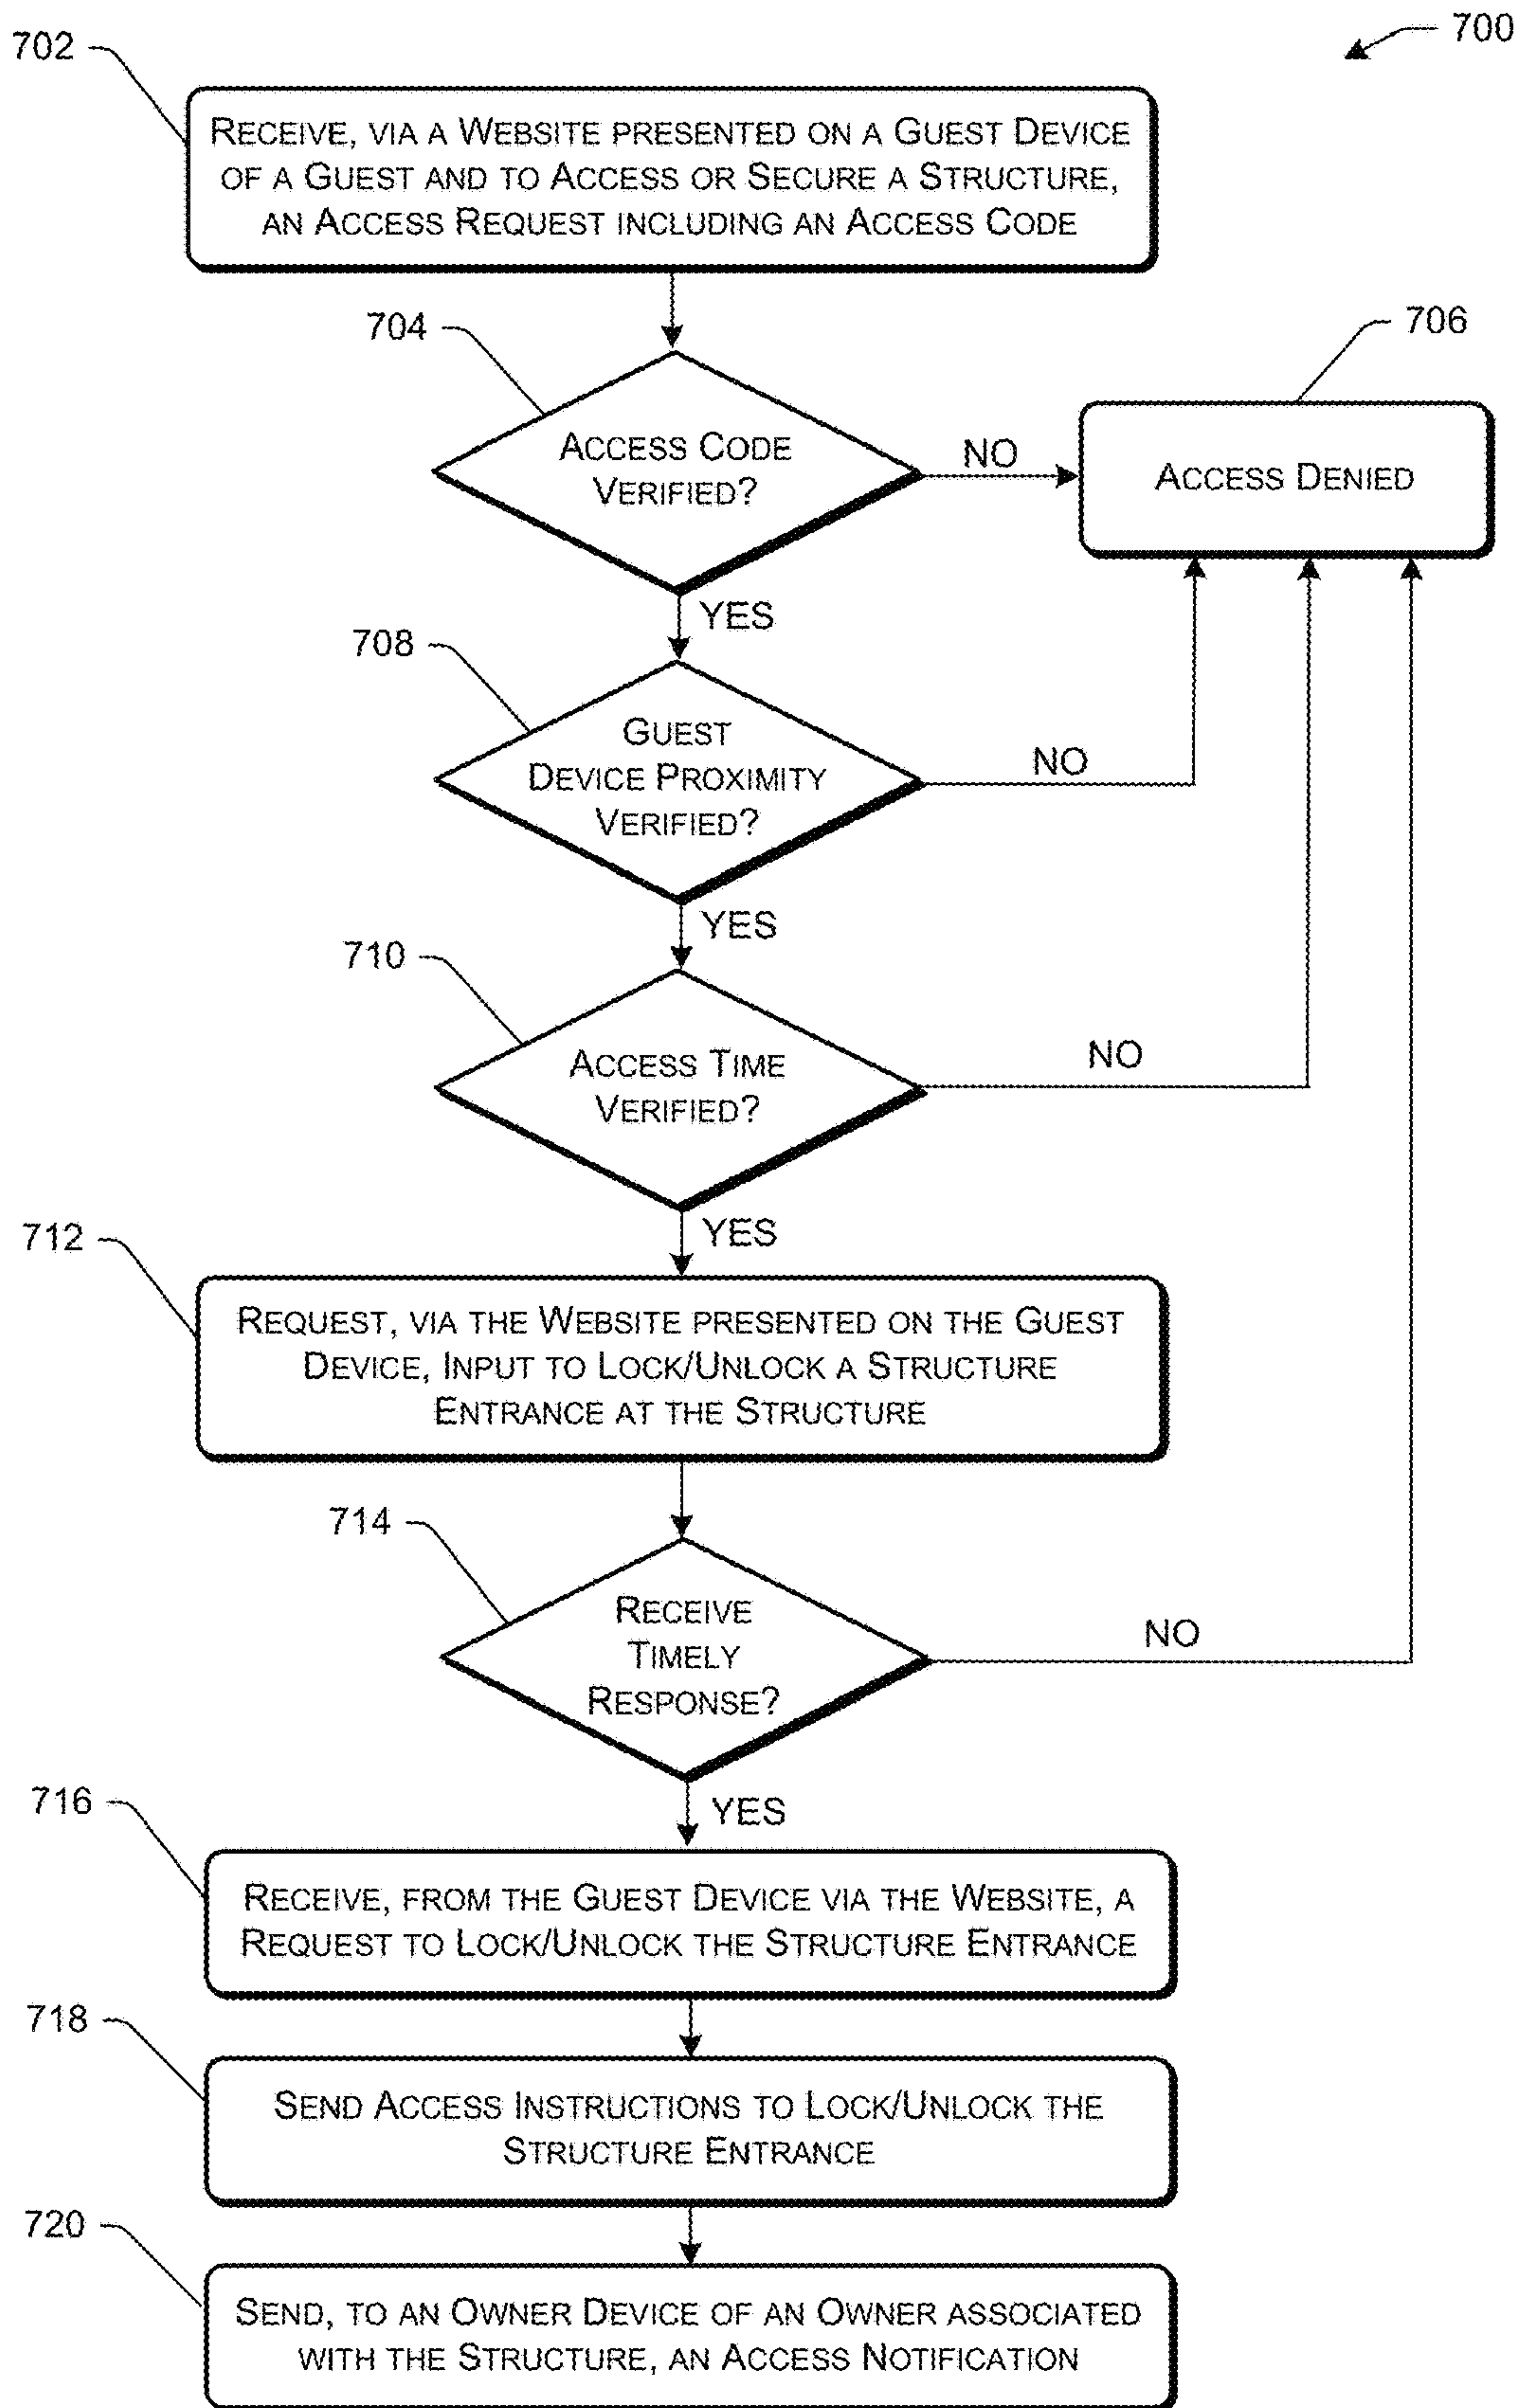 700
702
RECEIVE, VIA A WEBSITE PRESENTED ON A GUEST DEVICE
OF A GUEST AND TO ACCESS OR SECURE A STRUCTURE,
AN ACCESS REQUEST INCLUDING AN ACCESS CODE
704
ACCESS CODE
VERIFIED?
NO
706
ACCESS DENIED
YES
708
GUEST
DEVICE PROXIMITY
VERIFIED?
NO
YES
710
ACCESS TIME
VERIFIED?
NO
YES
712
REQUEST, VIA THE WEBSITE PRESENTED ON THE GUEST
DEVICE, INPUT TO LOCK/UNLOCK A STRUCTURE
ENTRANCE AT THE STRUCTURE
714
RECEIVE
TIMELY
RESPONSE?
NO
YES
716
RECEIVE, FROM THE GUEST DEVICE VIA THE WEBSITE, A
REQUEST TO LOCK/UNLOCK THE STRUCTURE ENTRANCE
718
SEND ACCESS INSTRUCTIONS TO LOCK/UNLOCK THE
STRUCTURE ENTRANCE
720
SEND, TO AN OWNER DEVICE OF AN OWNER ASSOCIATED
WITH THE STRUCTURE, AN ACCESS NOTIFICATION